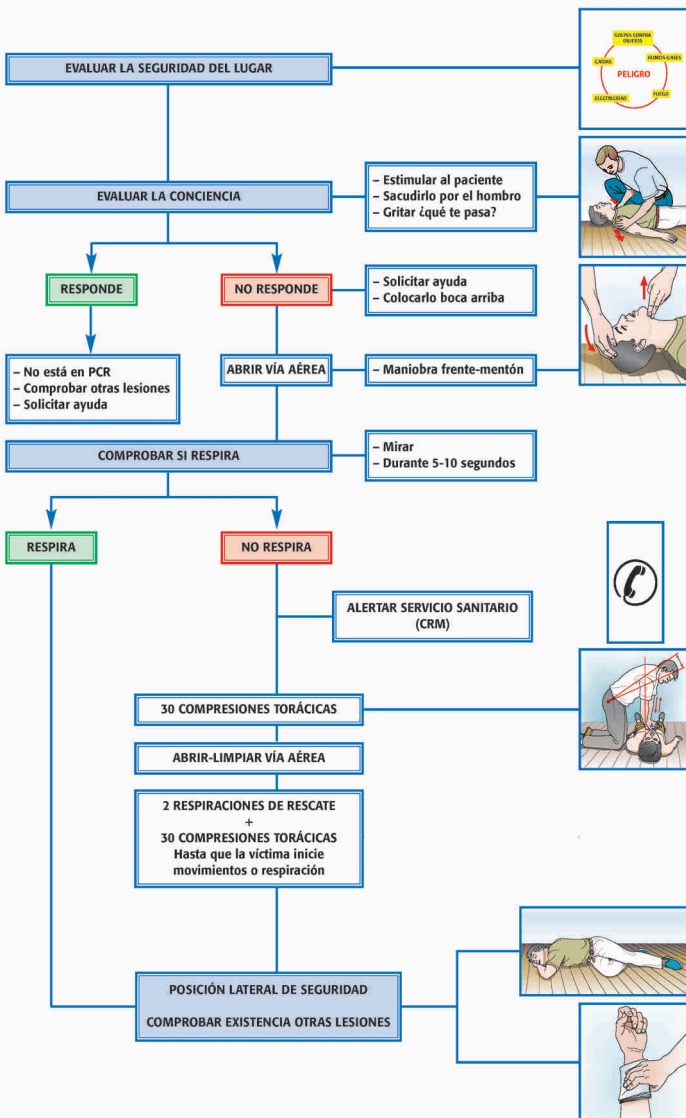 EVALUAR LA SEGURIDAD DEL LUGAR
GOLPES CONTRA
OBJETOS
CAÍDAS
HUMOS-GASES
PELIGRO
ELECTRICIDAD
FUEGO
EVALUAR LA CONCIENCIA
– Estimular al paciente
– Sacudirlo por el hombro
– Gritar ¿qué te pasa?
RESPONDE
NO RESPONDE
– Solicitar ayuda
– Colocarlo boca arriba
– No está en PCR
– Comprobar otras lesiones
– Solicitar ayuda
ABRIR VÍA AÉREA
– Maniobra frente-mentón
COMPROBAR SI RESPIRA
– Mirar
– Durante 5-10 segundos
RESPIRA
NO RESPIRA
ALERTAR SERVICIO SANITARIO
(CRM)
30 COMPRESIONES TORÁCICAS
ABRIR-LIMPIAR VÍA AÉREA
2 RESPIRACIONES DE RESCATE
+
30 COMPRESIONES TORÁCICAS
Hasta que la víctima inicie
movimientos o respiración
POSICIÓN LATERAL DE SEGURIDAD
COMPROBAR EXISTENCIA OTRAS LESIONES